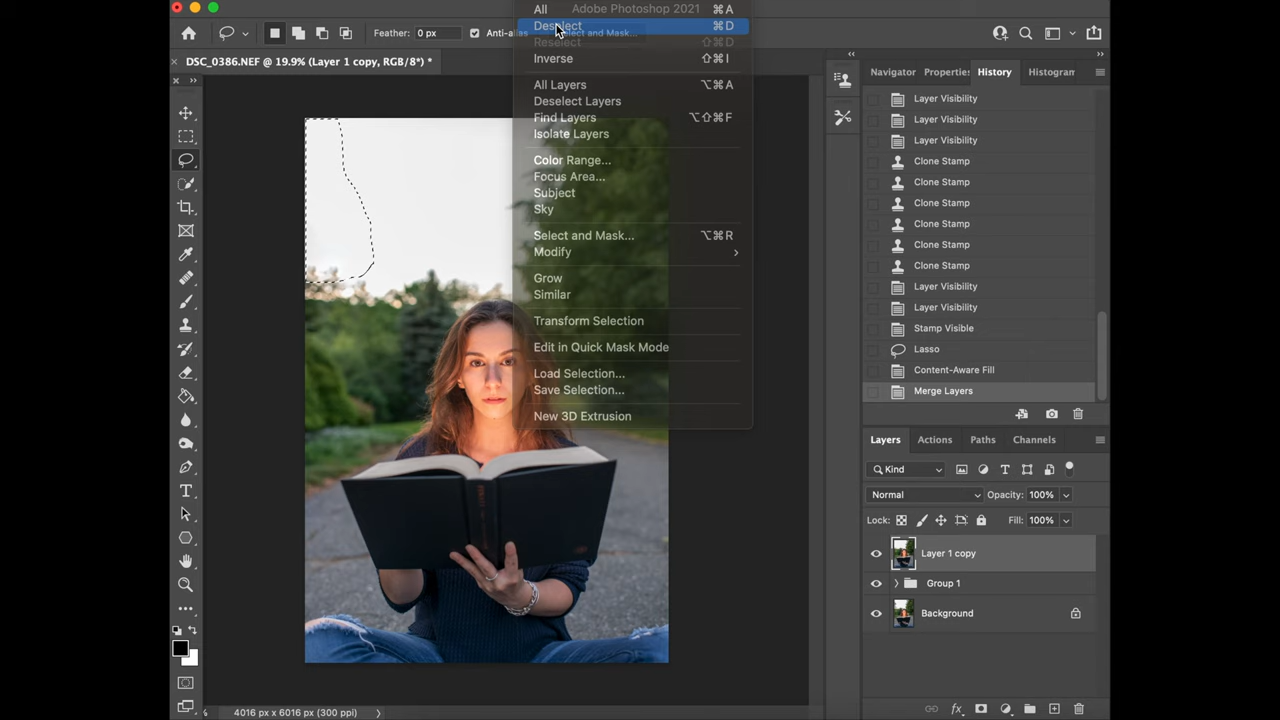 All Adobe Photoshop 2021 ⌘A
Feather: 0 px Anti-alias Select and Mask...
Deselect ⌘D
Reselect ⇧⌘D
Inverse ⇧⌘I
All Layers ⌥⌘A
Deselect Layers
Find Layers ⌥⇧⌘F
Isolate Layers
Color Range...
Focus Area...
Subject
Sky
Select and Mask... ⌥⌘R
Modify
Grow
Similar
Transform Selection
Edit in Quick Mask Mode
Load Selection...
Save Selection...
New 3D Extrusion
DSC_0386.NEF @ 19.9% (Layer 1 copy, RGB/8*) *
Navigator Properties History Histogram
Layer Visibility
Layer Visibility
Layer Visibility
Clone Stamp
Clone Stamp
Clone Stamp
Clone Stamp
Clone Stamp
Clone Stamp
Layer Visibility
Layer Visibility
Stamp Visible
Lasso
Content-Aware Fill
Merge Layers
Layers Actions Paths Channels
Kind
Normal Opacity: 100%
Lock: Fill: 100%
Layer 1 copy
Group 1
Background
fx
% 4016 px x 6016 px (300 ppi)